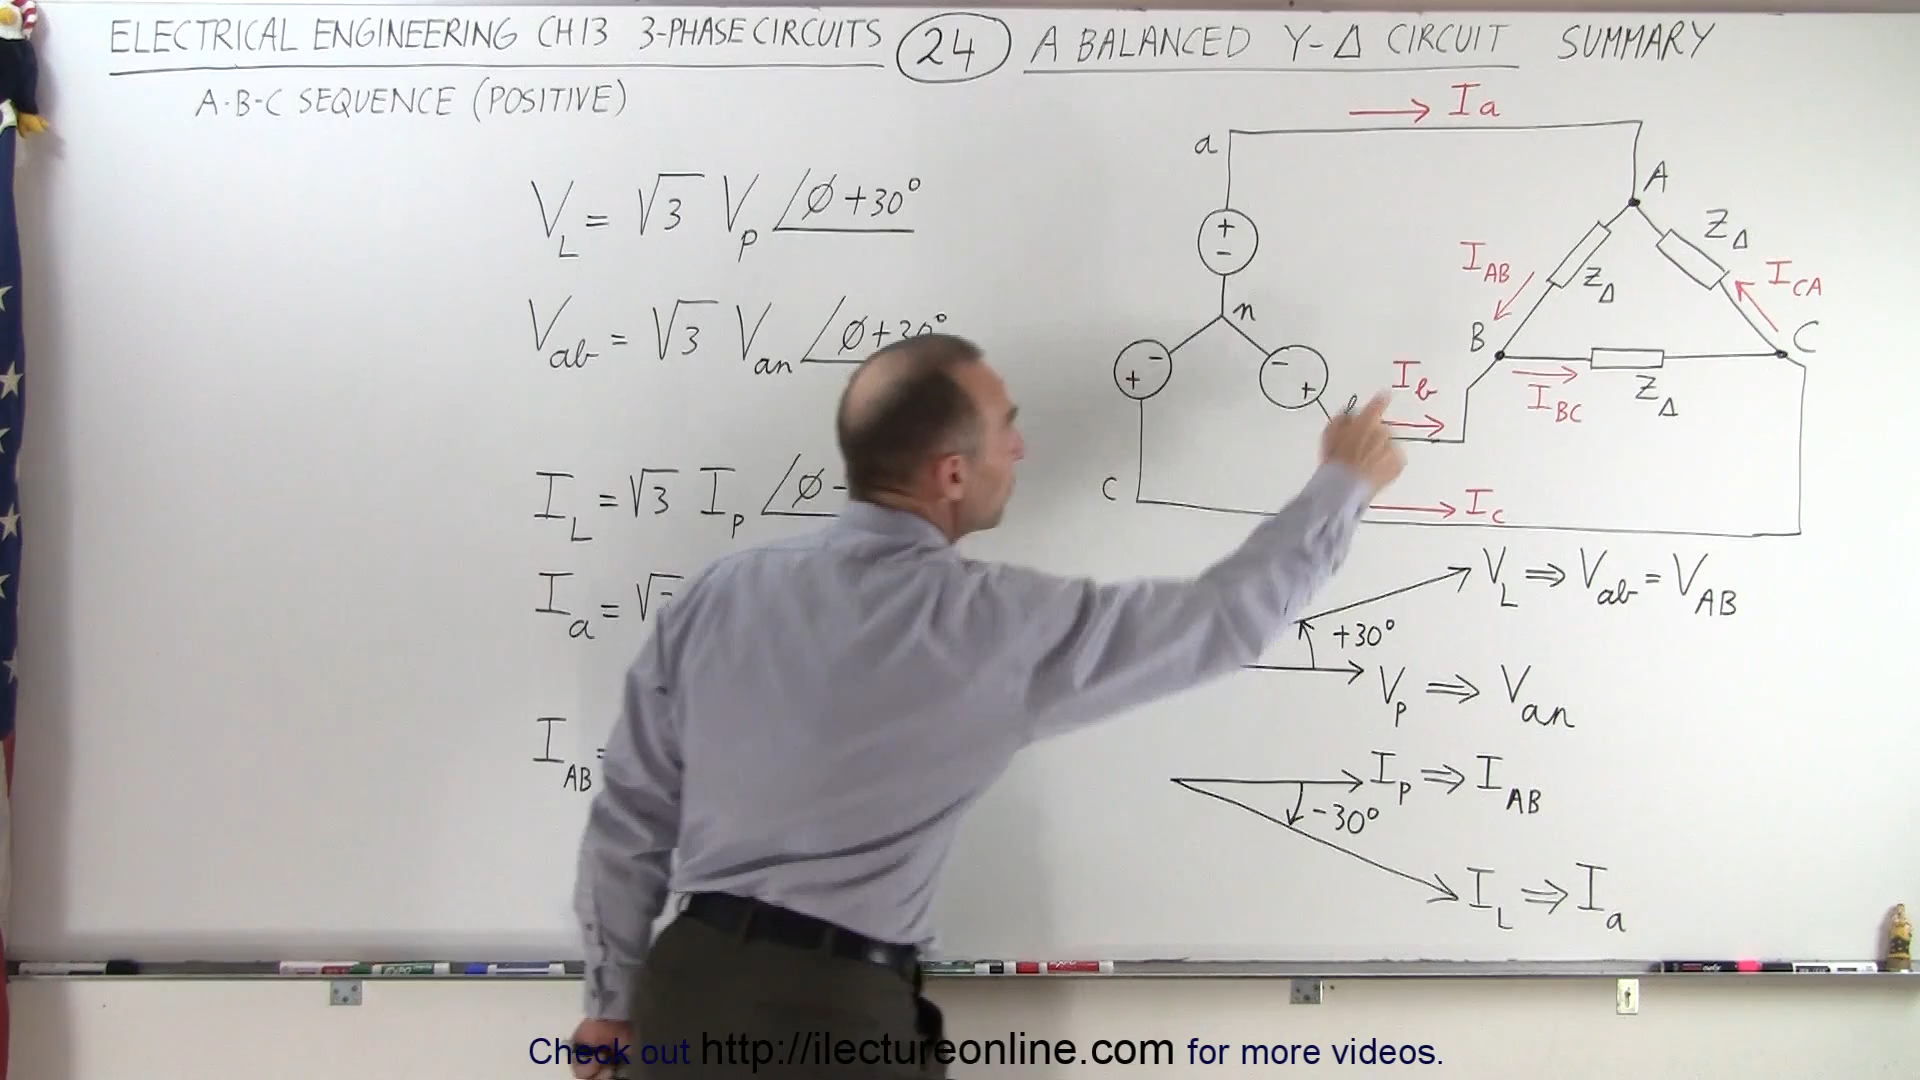 ELECTRICAL ENGINEERING CH13 3-PHASE CIRCUITS 24 A BALANCED Y-Δ CIRCUIT SUMMARY
A-B-C SEQUENCE (POSITIVE)
V_L = √3 V_p ∠∅+30°
V_ab = √3 V_an ∠∅+30°
I_L = √3 I_p ∠∅-
I_a = √
I_AB =
I_a
a
A
+
-
Z_Δ
I_AB
Z_Δ
I_CA
n
B
C
-
+
-
+
I_b
I_BC
Z_Δ
C
I_c
V_L ⇒ V_ab = V_AB
+30°
V_p ⇒ V_an
I_p ⇒ I_AB
-30°
I_L ⇒ I_a
Check out http://ilectureonline.com for more videos.